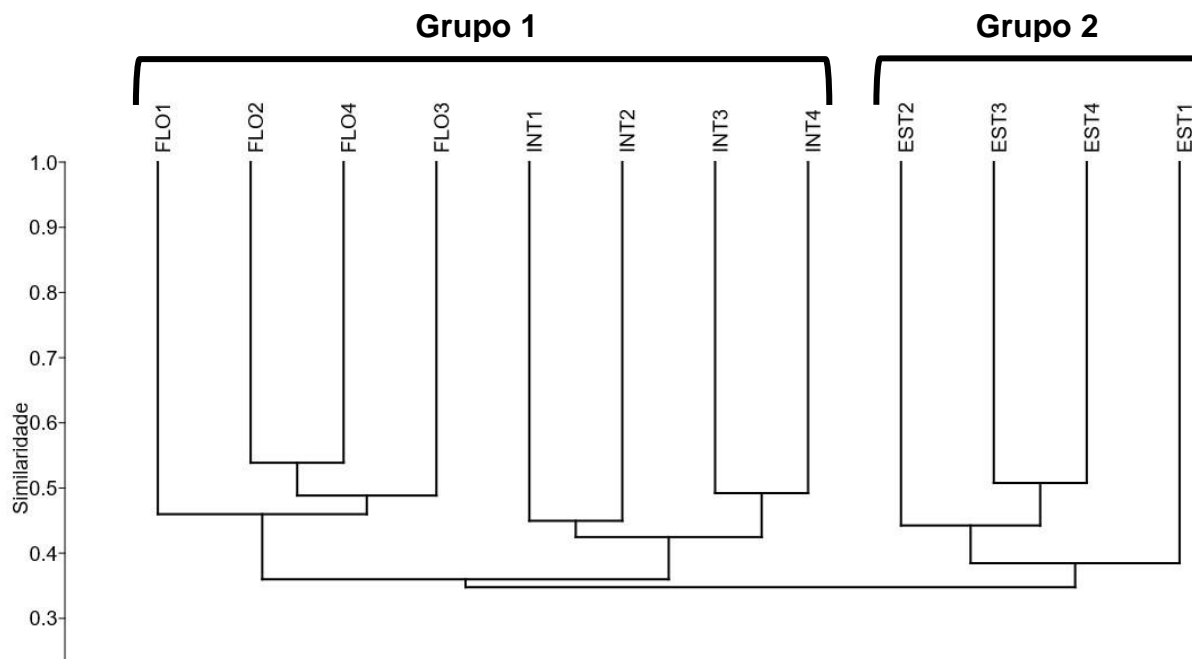 Grupo 1
Grupo 2
FLO1
FLO2
FLO4
FLO3
INT1
INT2
INT3
INT4
EST2
EST3
EST4
EST1
1.0
0.9
0.8
0.7
0.6
0.5
0.4
0.3
Similaridade